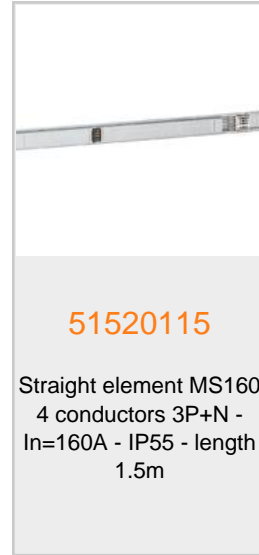 51520115
Straight element MS160
4 conductors 3P+N -
In=160A - IP55 - length
1.5m